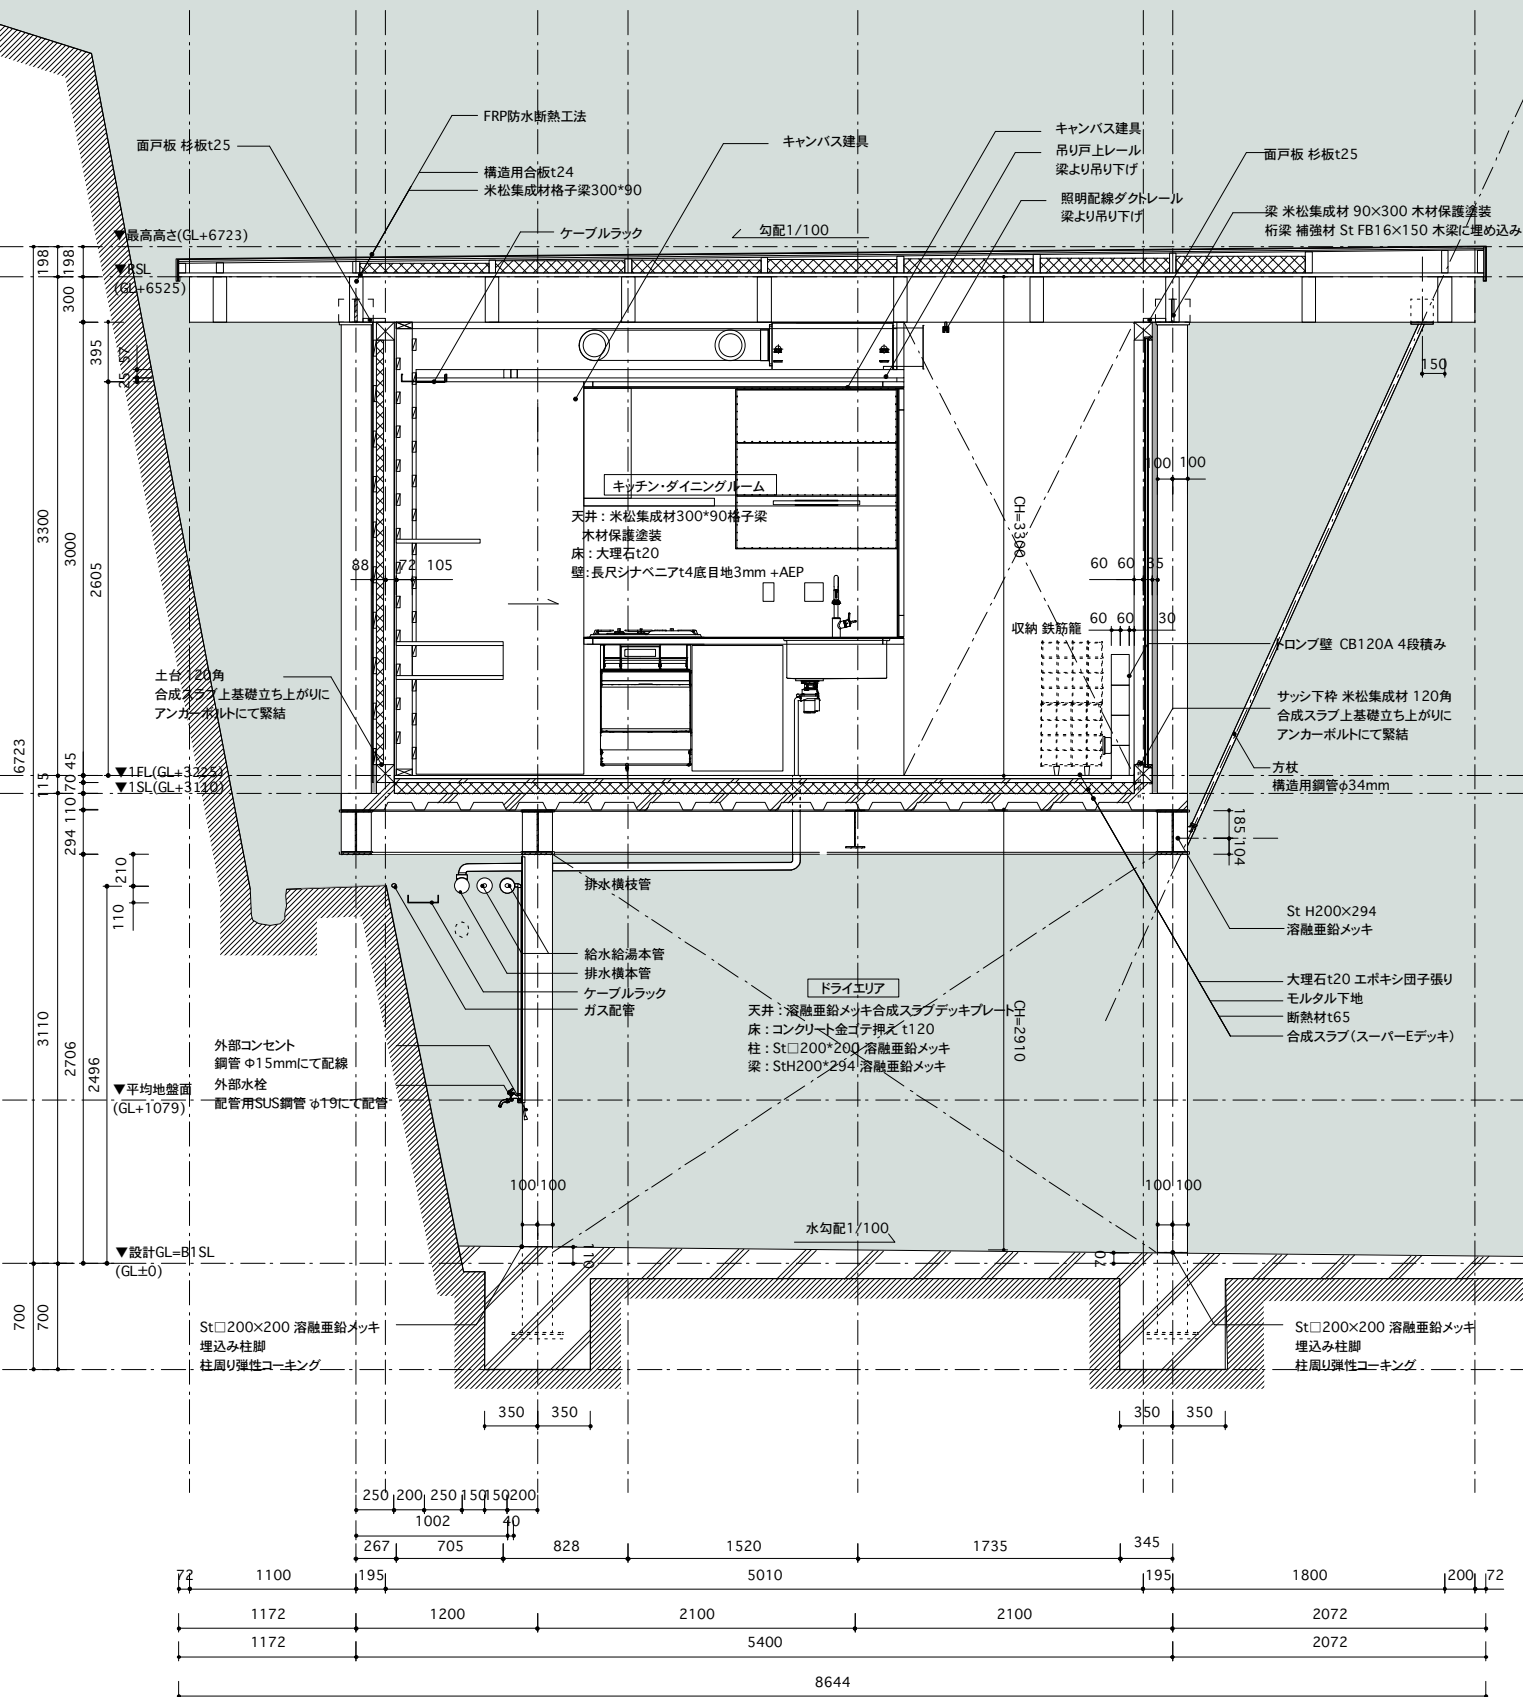 FRP防水断熱工法
面戸板 杉板t25
構造用合板t24
米松集成材格子梁300*90
キャンバス建具
キャンバス建具
吊り戸上レール
梁より吊り下げ
面戸板 杉板t25
照明配線ダクトレール
梁より吊り下げ
梁 米松集成材 90×300 木材保護塗装
桁梁 補強材 St FB16×150 木梁に埋め込み
ケーブルラック
勾配1/100
▼最高高さ(GL+6723)
▼RSL
(GL+6525)
198
198
300
395
57
25
150
3300
3000
2605
100 100
キッチン・ダイニングルーム
天井：米松集成材300*90格子梁
木材保護塗装
床：大理石t20
壁：長尺シナベニアt4底目地3mm +AEP
CH=3300
88
72
105
60
60
35
60
60
30
収納 鉄筋籠
トロンブ壁 CB120A 4段積み
土台 120角
合成スラブ上基礎立ち上がりに
アンカーボルトにて緊結
サッシ下枠 米松集成材 120角
合成スラブ上基礎立ち上がりに
アンカーボルトにて緊結
方杖
構造用鋼管φ34mm
6723
▼1FL(GL+3225)
▼1SL(GL+3110)
45
70
115
110
294
210
110
185
104
排水横枝管
St H200×294
溶融亜鉛メッキ
給水給湯本管
排水横本管
ケーブルラック
ガス配管
ドライエリア
天井：溶融亜鉛メッキ合成スラブデッキプレート
床：コンクリート金ゴテ押え t120
柱：St□200*200 溶融亜鉛メッキ
梁：StH200*294 溶融亜鉛メッキ
CH=2910
大理石t20 エポキシ団子張り
モルタル下地
断熱材t65
合成スラブ(スーパーEデッキ)
3110
2706
2496
外部コンセント
鋼管 Φ15mmにて配線
外部水栓
配管用SUS鋼管 φ19にて配管
▼平均地盤面
(GL+1079)
100 100
100 100
水勾配1/100
110
70
▼設計GL=B1SL
(GL±0)
700
700
St□200×200 溶融亜鉛メッキ
埋込み柱脚
柱周り弾性コーキング
St□200×200 溶融亜鉛メッキ
埋込み柱脚
柱周り弾性コーキング
350 350
350 350
250 200 250 150 150 200
1002 40
267 705 828 1520 1735 345
72 1100 195 5010 195 1800 200 72
1172 1200 2100 2100 2072
1172 5400 2072
8644